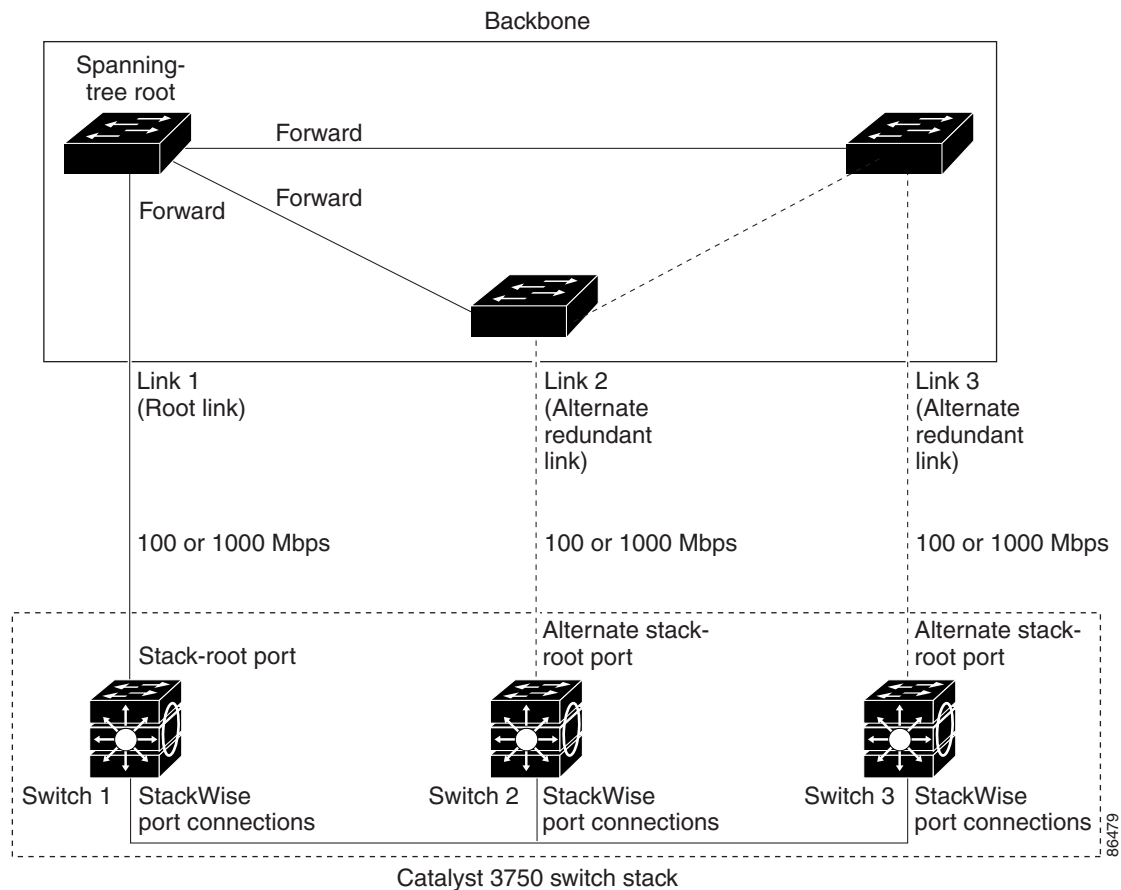 Backbone
Spanning-
tree root
Forward
Forward
Forward
Link 1
(Root link)
Link 2
(Alternate
redundant
link)
Link 3
(Alternate
redundant
link)
100 or 1000 Mbps
100 or 1000 Mbps
100 or 1000 Mbps
Stack-root port
Alternate stack-
root port
Alternate stack-
root port
Switch 1
StackWise
port connections
Switch 2
StackWise
port connections
Switch 3
StackWise
port connections
86479
Catalyst 3750 switch stack